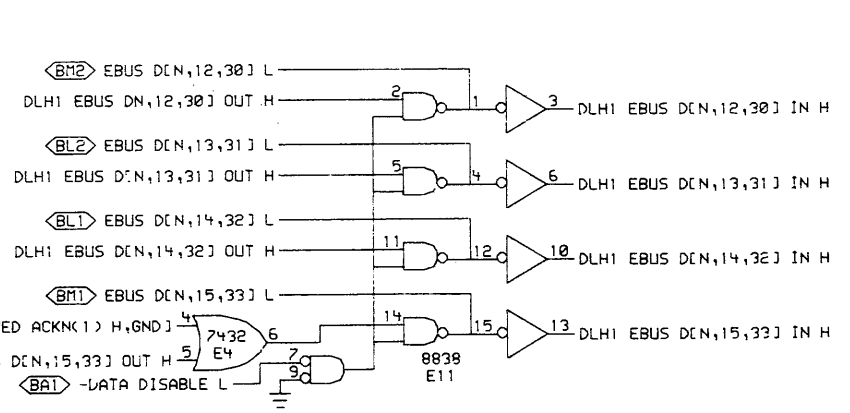 BM2 EBUS D[N,12,30] L
DLH1 EBUS DN,12,30] OUT H
2
1
3
DLH1 EBUS D[N,12,30] IN H
BL2 EBUS D[N,13,31] L
DLH1 EBUS D[N,13,31] OUT H
5
4
6
DLH1 EBUS D[N,13,31] IN H
BL1 EBUS D[N,14,32] L
DLH1 EBUS D[N,14,32] OUT H
11
12
10
DLH1 EBUS D[N,14,32] IN H
BM1 EBUS D[N,15,33] L
ED ACKN(1) H,GND]
4
7432
E4
6
14
15
13
DLH1 EBUS D[N,15,33] IN H
D[N,15,33] OUT H
5
7
9
8838
E11
BA1 -DATA DISABLE L